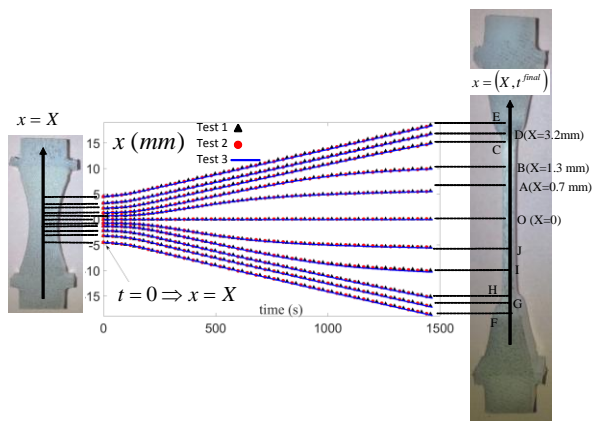 x = X
x (mm)
Test 1
Test 2
Test 3
15
10
5
0
-5
-10
15
t = 0 ⇒ x = X
time (s)
0
500
1000
1500
x = (X, t^final)
E
D(X=3.2mm)
C
B(X=1.3 mm)
A(X=0.7 mm)
O (X=0)
J
I
H
G
F